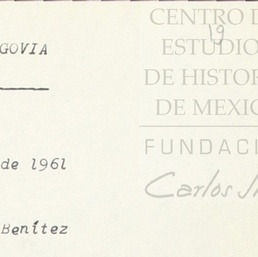 GOVIA
de 1961
Benítez
19
CENTRO D
ESTUDIO
DE HISTOR
DE MEXIC
FUNDACI
Carlos